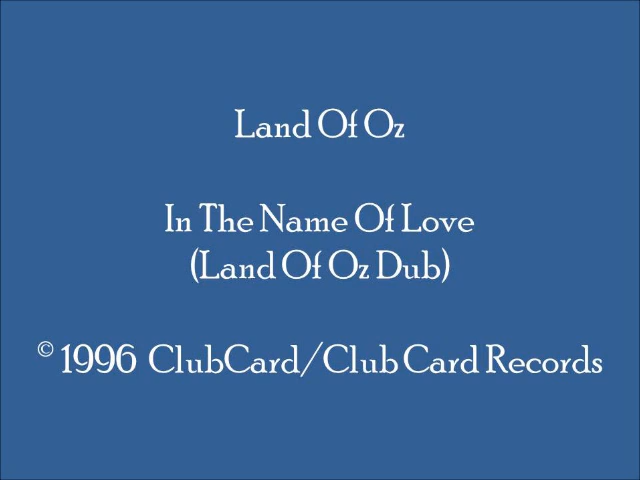 Land Of Oz
In The Name Of Love
(Land Of Oz Dub)
© 1996 ClubCard/Club Card Records